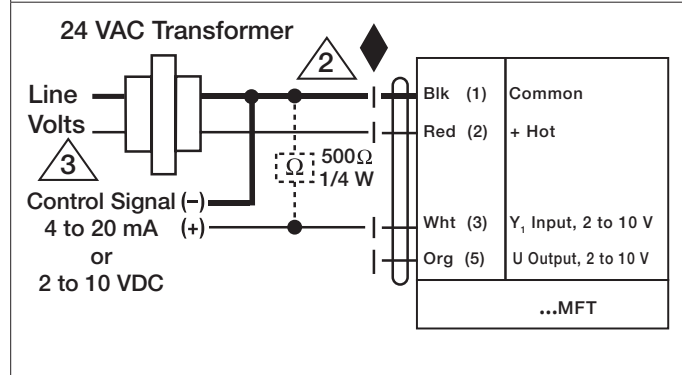 24 VAC Transformer
2
Line
Volts
3
Blk (1) Common
Red (2) + Hot
Ω 500Ω
1/4 W
Control Signal (–)
4 to 20 mA (+)
or
2 to 10 VDC
Wht (3) Y₁ Input, 2 to 10 V
Org (5) U Output, 2 to 10 V
...MFT